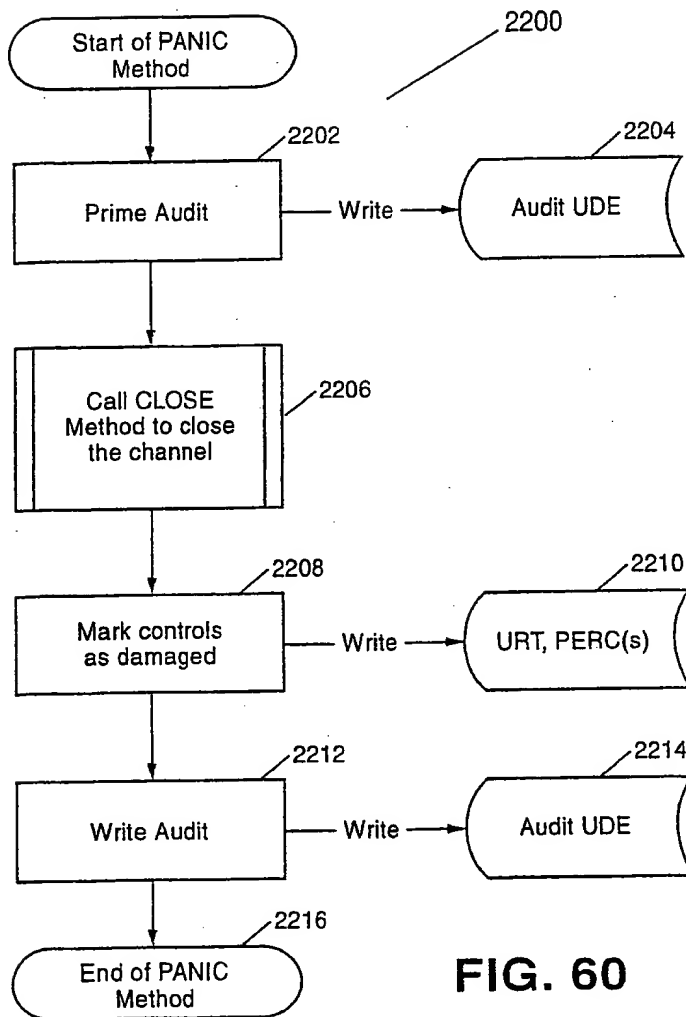 Start of PANIC
Method
2200
2202
Prime Audit
Write
2204
Audit UDE
2206
Call CLOSE
Method to close
the channel
2208
Mark controls
as damaged
Write
2210
URT, PERC(s)
2212
Write Audit
Write
2214
Audit UDE
2216
End of PANIC
Method
FIG. 60